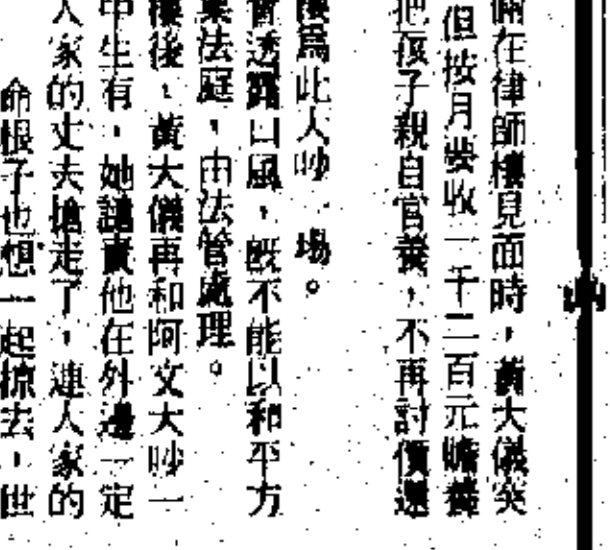 倆在律師樓見面時，黃大儀突
但按月要收一千二百元贍養
把孩子親自官養，不再討價還
樓爲此人吵一場。
曾透露口風，旣不能以和平方
業法庭，由法管處理。
樓後，黃大儀再和阿文大吵一
中生有，她譴責他在外邊一定
人家的丈夫搶走了，連人家的
命根子也想一起掠去，世